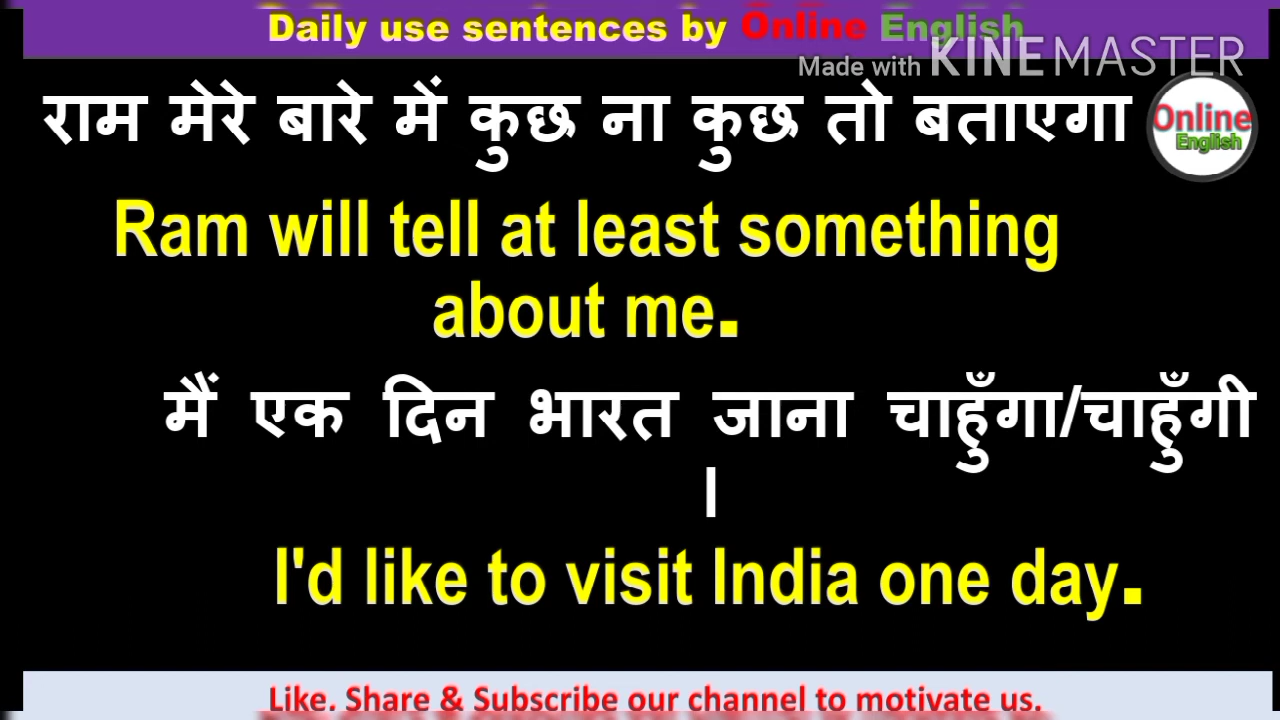 Daily use sentences by Online English
Made with KINEMASTER
राम मेरे बारे में कुछ ना कुछ तो बताएगा
Online
English
Ram will tell at least something
about me.
मैं एक दिन भारत जाना चाहुँगा/चाहुँगी
।
I'd like to visit India one day.
Like, Share & Subscribe our channel to motivate us.